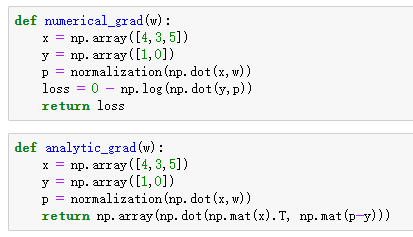 def numerical_grad(w):
    x = np.array([4,3,5])
    y = np.array([1,0])
    p = normalization(np.dot(x,w))
    loss = 0 - np.log(np.dot(y,p))
    return loss
def analytic_grad(w):
    x = np.array([4,3,5])
    y = np.array([1,0])
    p = normalization(np.dot(x,w))
    return np.array(np.dot(np.mat(x).T, np.mat(p-y)))